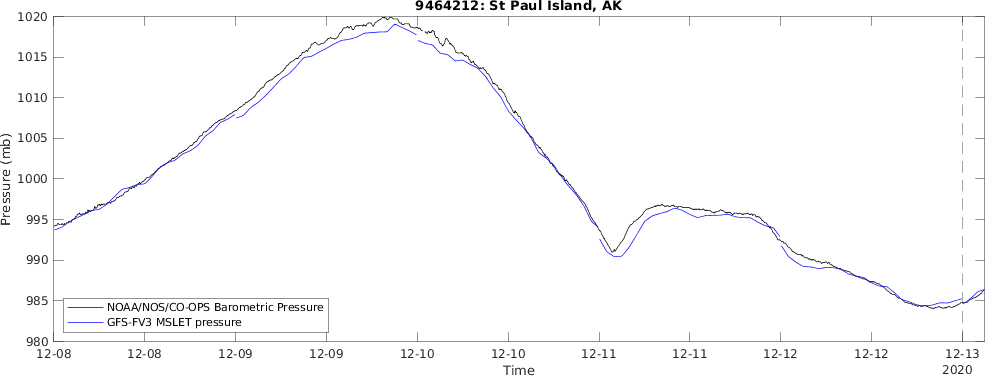 9464212: St Paul Island, AK
1020
1015
1010
1005
1000
995
990
985
980
Pressure (mb)
NOAA/NOS/CO-OPS Barometric Pressure
GFS-FV3 MSLET pressure
12-08 12-08 12-09 12-09 12-10 12-10 12-11 12-11 12-12 12-12 12-13
Time
2020